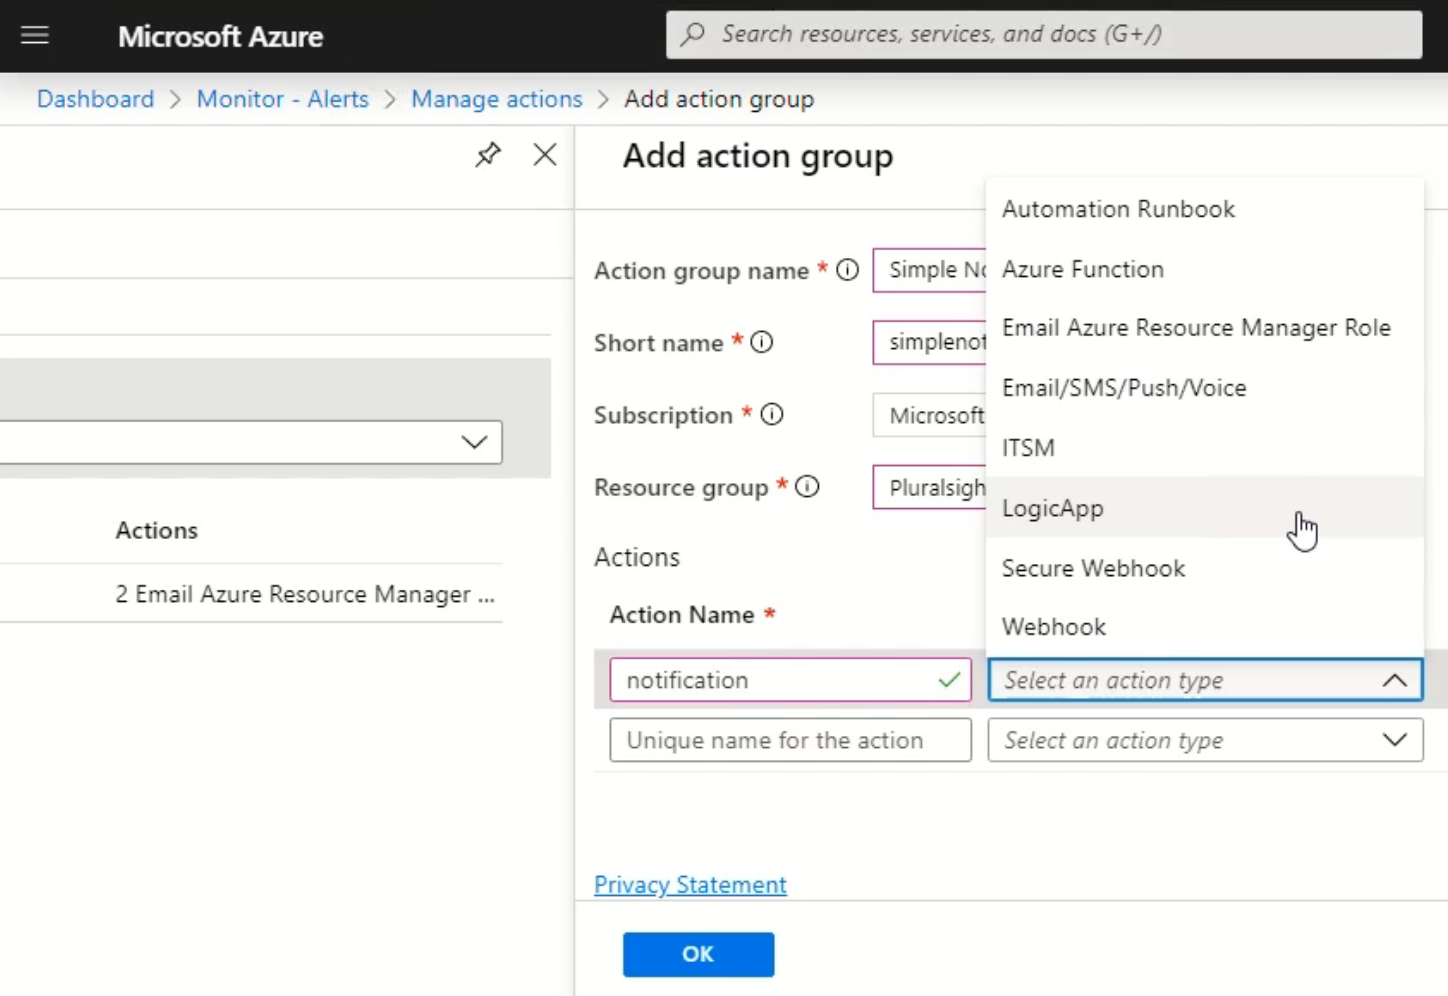 Microsoft Azure
Search resources, services, and docs (G+/)
Dashboard > Monitor - Alerts > Manage actions > Add action group
Add action group
Action group name *
Simple No
Short name *
simplenot
Subscription *
Microsoft
Resource group *
Pluralsigh
Automation Runbook
Azure Function
Email Azure Resource Manager Role
Email/SMS/Push/Voice
ITSM
LogicApp
Secure Webhook
Webhook
Actions
2 Email Azure Resource Manager ...
Actions
Action Name *
notification
Select an action type
Unique name for the action
Select an action type
Privacy Statement
OK